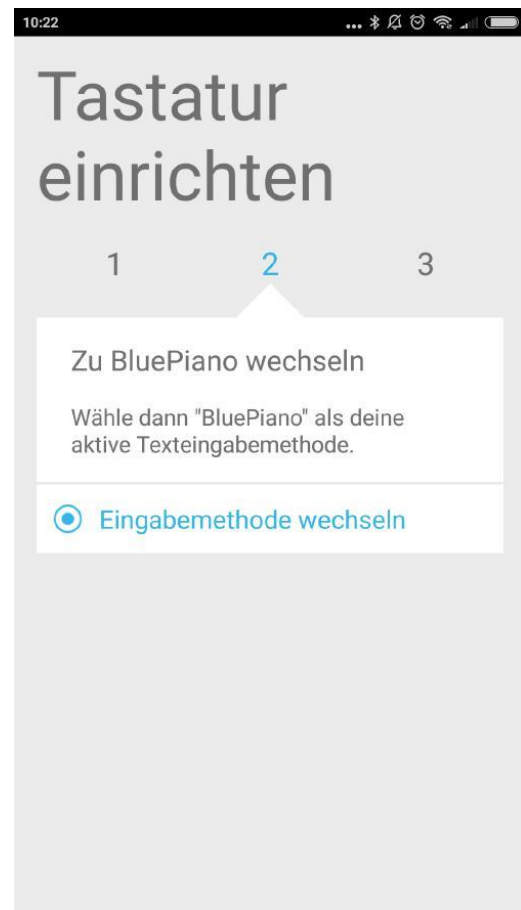 10:22
Tastatur
einrichten
1 2 3
Zu BluePiano wechseln
Wähle dann "BluePiano" als deine
aktive Texteingabemethode.
Eingabemethode wechseln